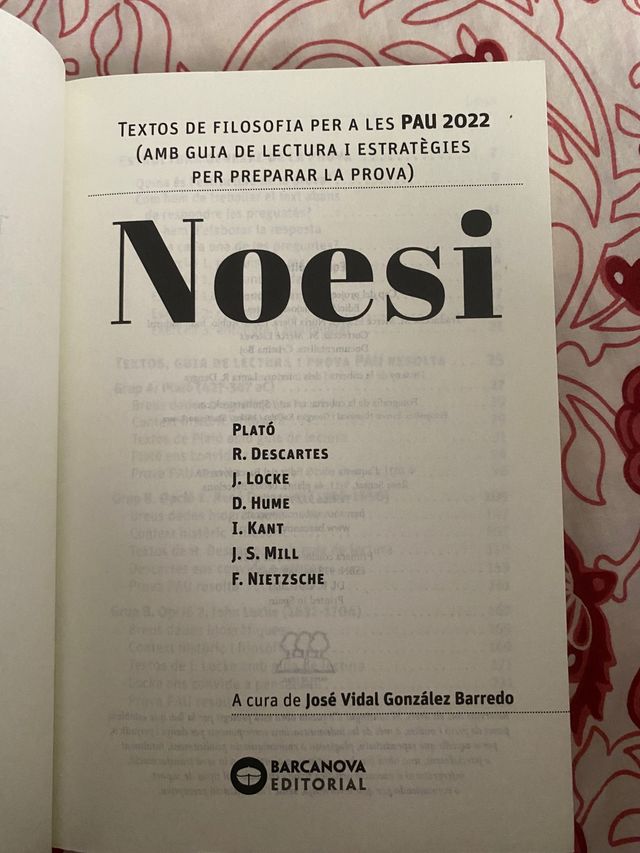 TEXTOS DE FILOSOFIA PER A LES PAU 2022
(AMB GUIA DE LECTURA I ESTRATÈGIES
PER PREPARAR LA PROVA)
Noesi
PLATÓ
R. DESCARTES
J. LOCKE
D. HUME
I. KANT
J. S. MILL
F. NIETZSCHE
A cura de José Vidal González Barredo
BARCANOVA
EDITORIAL